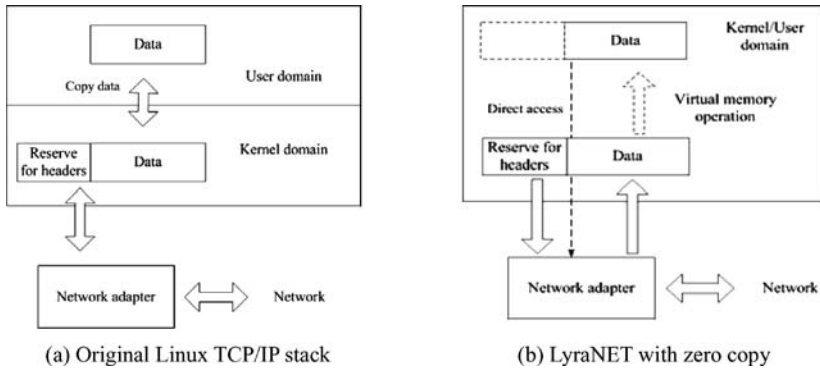 Data
Copy data
User domain
Kernel domain
Reserve
for headers
Data
Network adapter
Network
(a) Original Linux TCP/IP stack
Kernel/User
domain
Data
Direct access
Virtual memory
operation
Reserve for
headers
Data
Network adapter
Network
(b) LyraNET with zero copy